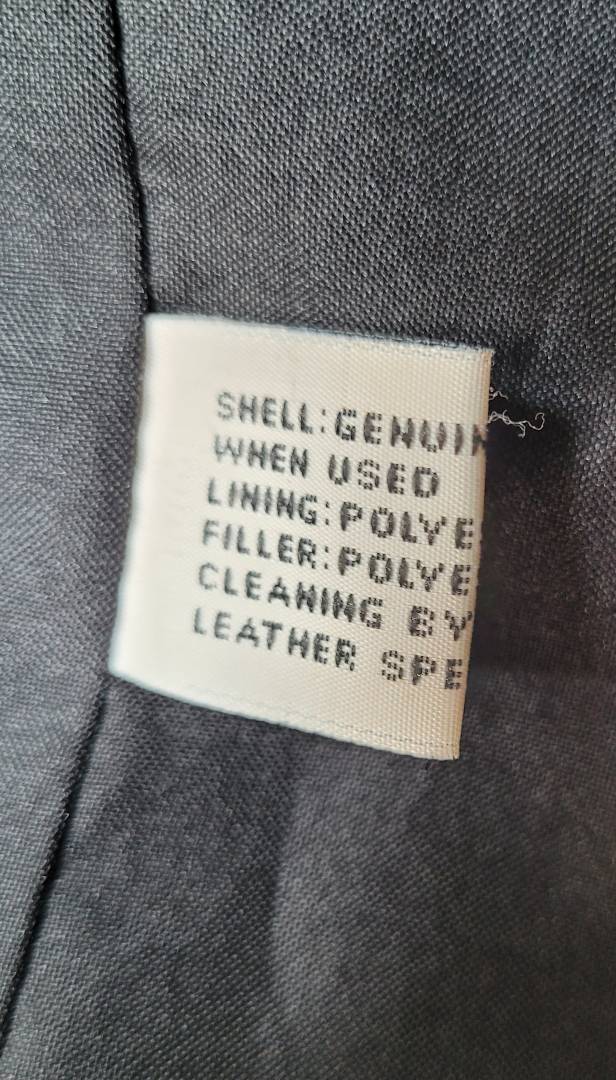 SHELL:GENUIN
WHEN USED
LINING:POLYE
FILLER:POLYE
CLEANING BY
LEATHER SPE